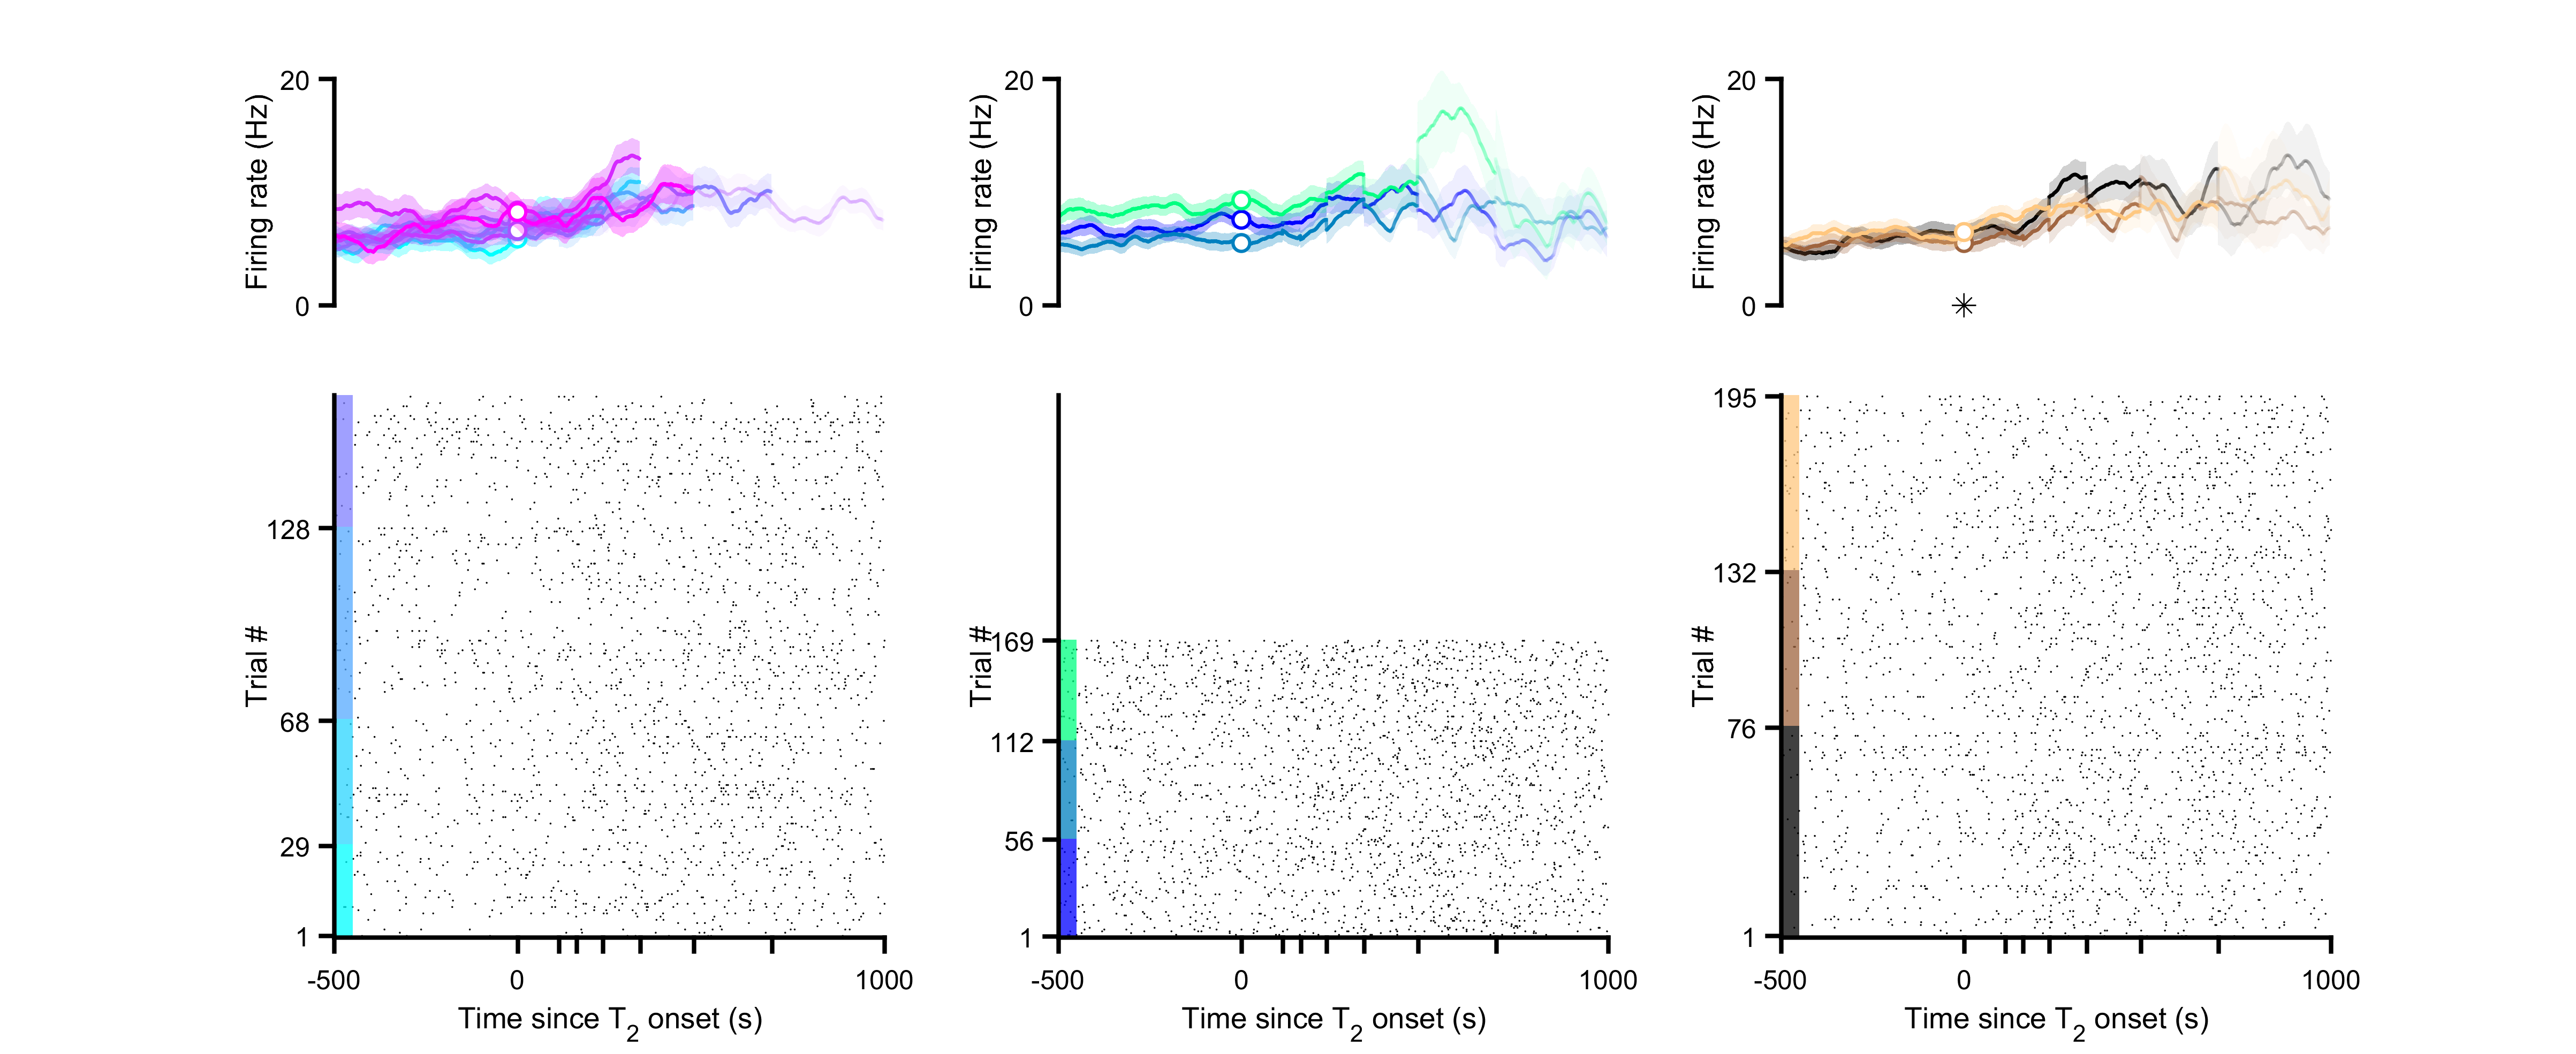 20
Firing rate (Hz)
0
20
Firing rate (Hz)
0
20
Firing rate (Hz)
0
128
68
29
1
Trial #
-500 0 1000
Time since T2 onset (s)
169
112
56
1
Trial #
-500 0 1000
Time since T2 onset (s)
195
132
76
1
Trial #
-500 0 1000
Time since T2 onset (s)